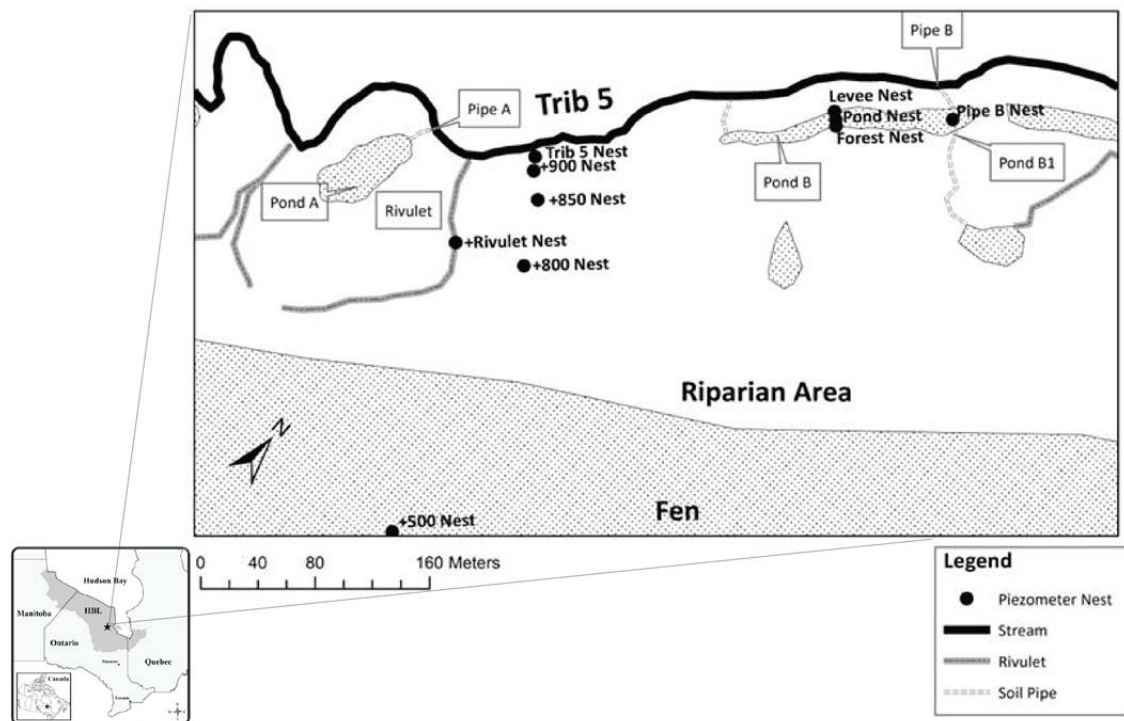 Pipe B
Trib 5
Levee Nest
Pipe A
Pond Nest
Pipe B Nest
Forest Nest
Trib 5 Nest
+900 Nest
Pond B
Pond B1
Pond A
Rivulet
+850 Nest
+Rivulet Nest
+800 Nest
Riparian Area
N
Fen
+500 Nest
0 40 80 160 Meters
Hudson Bay
Manitoba
HBL
Ontario
Quebec
Canada
Legend
Piezometer Nest
Stream
Rivulet
Soil Pipe